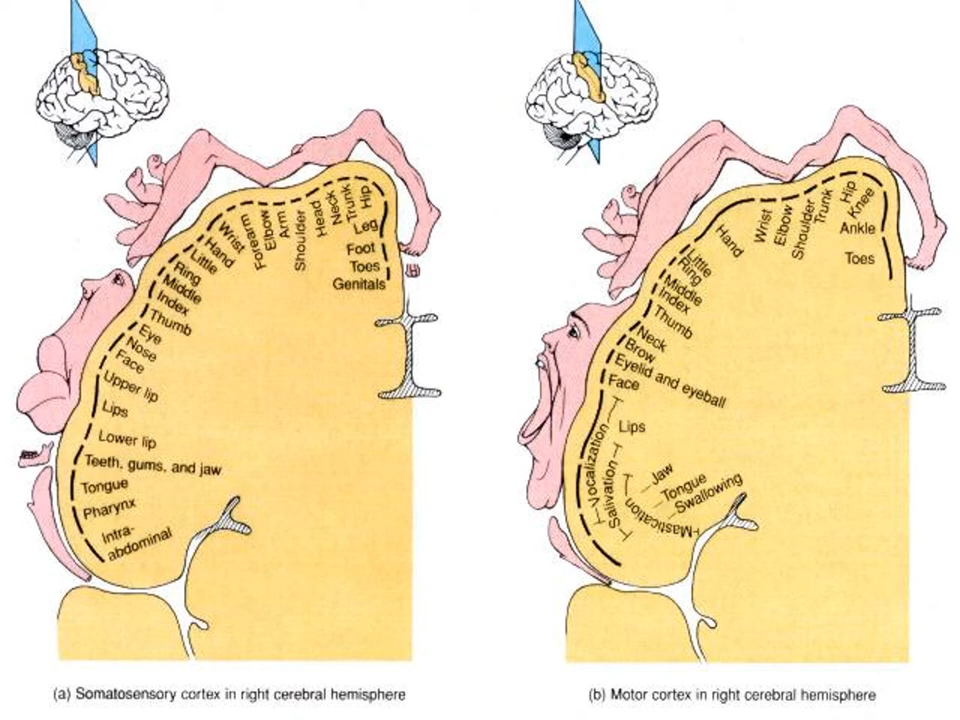 Hip
Trunk
Neck
Head
Shoulder
Arm
Elbow
Forearm
Wrist
Hand
Little
Ring
Middle
Index
Thumb
Eye
Nose
Face
Upper lip
Lips
Lower lip
Teeth, gums, and jaw
Tongue
Pharynx
Intra-
abdominal
Leg
Foot
Toes
Genitals
(a) Somatosensory cortex in right cerebral hemisphere
Hip
Knee
Trunk
Shoulder
Elbow
Wrist
Hand
Little
Ring
Middle
Index
Thumb
Neck
Brow
Eyelid and eyeball
Face
Lips
Vocalization
Salivation
Mastication
Jaw
Tongue
Swallowing
Ankle
Toes
(b) Motor cortex in right cerebral hemisphere